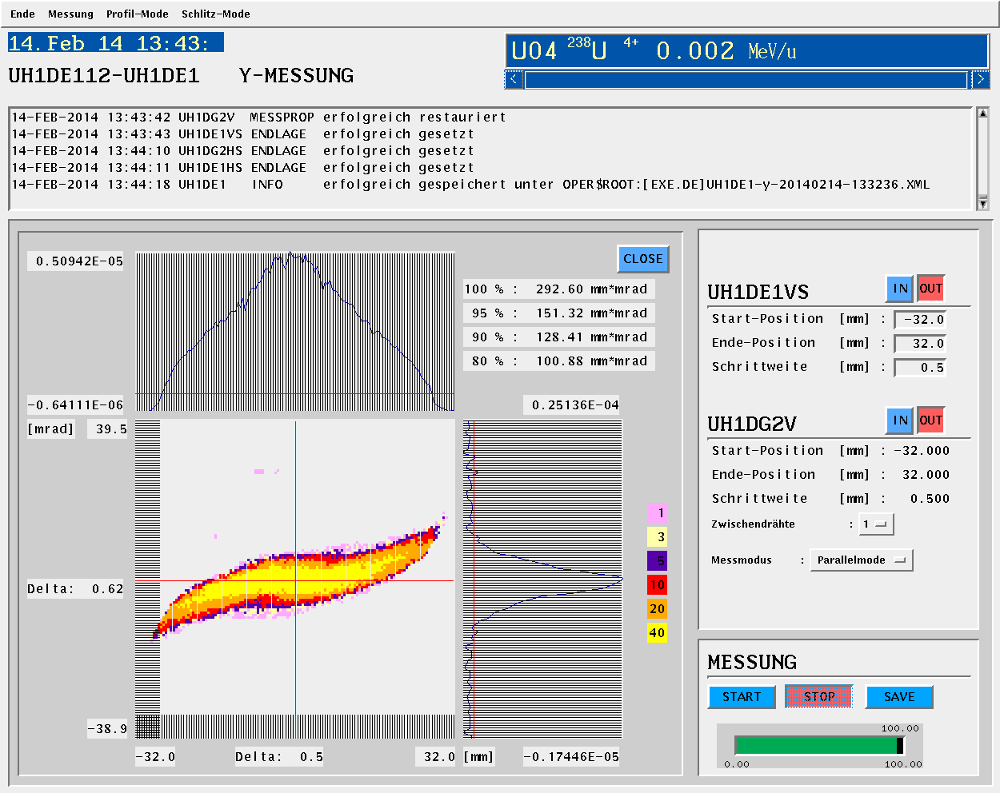 Ende Messung Profil-Mode Schlitz-Mode
14.Feb 14 13:43:
U04 238U 4+ 0.002 MeV/u
UH1DE112-UH1DE1 Y-MESSUNG
14-FEB-2014 13:43:42 UH1DG2V MESSPROP erfolgreich restauriert
14-FEB-2014 13:43:43 UH1DE1VS ENDLAGE erfolgreich gesetzt
14-FEB-2014 13:44:10 UH1DG2HS ENDLAGE erfolgreich gesetzt
14-FEB-2014 13:44:11 UH1DE1HS ENDLAGE erfolgreich gesetzt
14-FEB-2014 13:44:18 UH1DE1 INFO erfolgreich gespeichert unter OPER$ROOT:[EXE.DE]UH1DE1-y-20140214-133236.XML
0.50942E-05
CLOSE
100 % : 292.60 mm*mrad
95 % : 151.32 mm*mrad
90 % : 128.41 mm*mrad
80 % : 100.88 mm*mrad
-0.64111E-06
0.25136E-04
[mrad] 39.5
1
3
5
10
20
40
Delta: 0.62
-38.9
-32.0 Delta: 0.5 32.0 [mm] -0.17446E-05
UH1DE1VS IN OUT
Start-Position [mm] : -32.0
Ende-Position [mm] : 32.0
Schrittweite [mm] : 0.5
UH1DG2V IN OUT
Start-Position [mm] : -32.000
Ende-Position [mm] : 32.000
Schrittweite [mm] : 0.500
Zwischendrähte : 1
Messmodus : Parallelmode
MESSUNG
START STOP SAVE
100.00
0.00 100.00